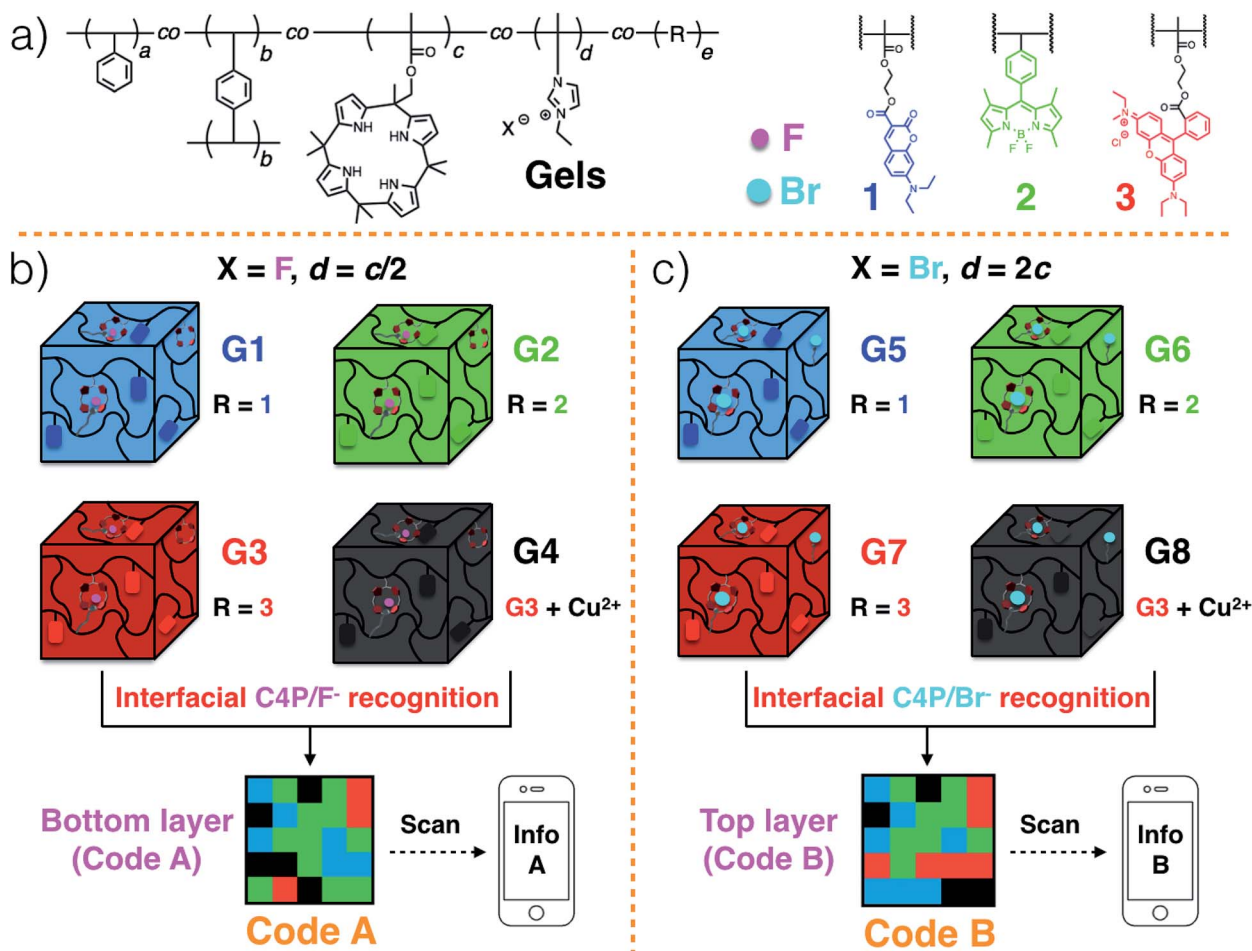 a)
a co b co c co d co R e
O
O
NH
HN
NH
HN
N
N
⊕
X ⊖
Gels
F
Br
O
O
O
O
O
O
N
1
N
N
B
F F
2
O
O
O
N
⊕
Cl
⊖
O
N
3
b)
X = F, d = c/2
G1
R = 1
G2
R = 2
G3
R = 3
G4
G3 + Cu²⁺
Interfacial C4P/F⁻ recognition
Bottom layer
(Code A)
Scan
Info
A
Code A
c)
X = Br, d = 2c
G5
R = 1
G6
R = 2
G7
R = 3
G8
G3 + Cu²⁺
Interfacial C4P/Br⁻ recognition
Top layer
(Code B)
Scan
Info
B
Code B